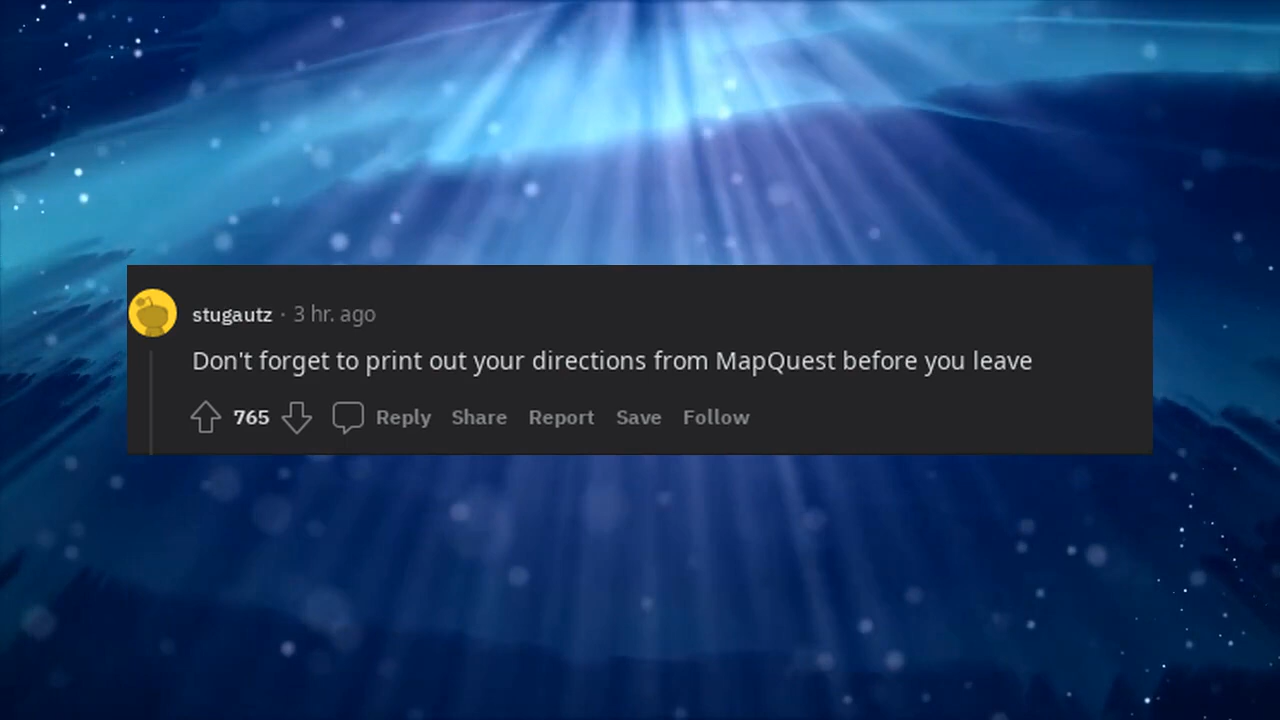 stugautz · 3 hr. ago
Don't forget to print out your directions from MapQuest before you leave
765 Reply Share Report Save Follow